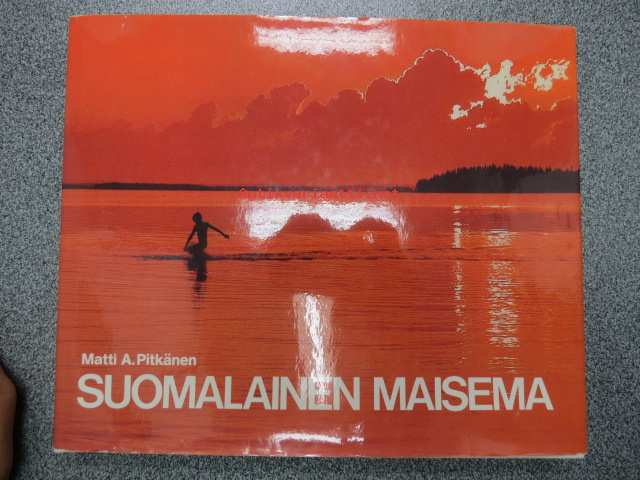 Matti A. Pitkänen
SUOMALAINEN MAISEMA